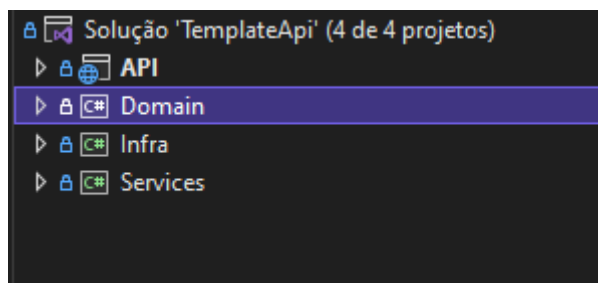 Solução 'TemplateApi' (4 de 4 projetos)
API
C# Domain
C# Infra
C# Services